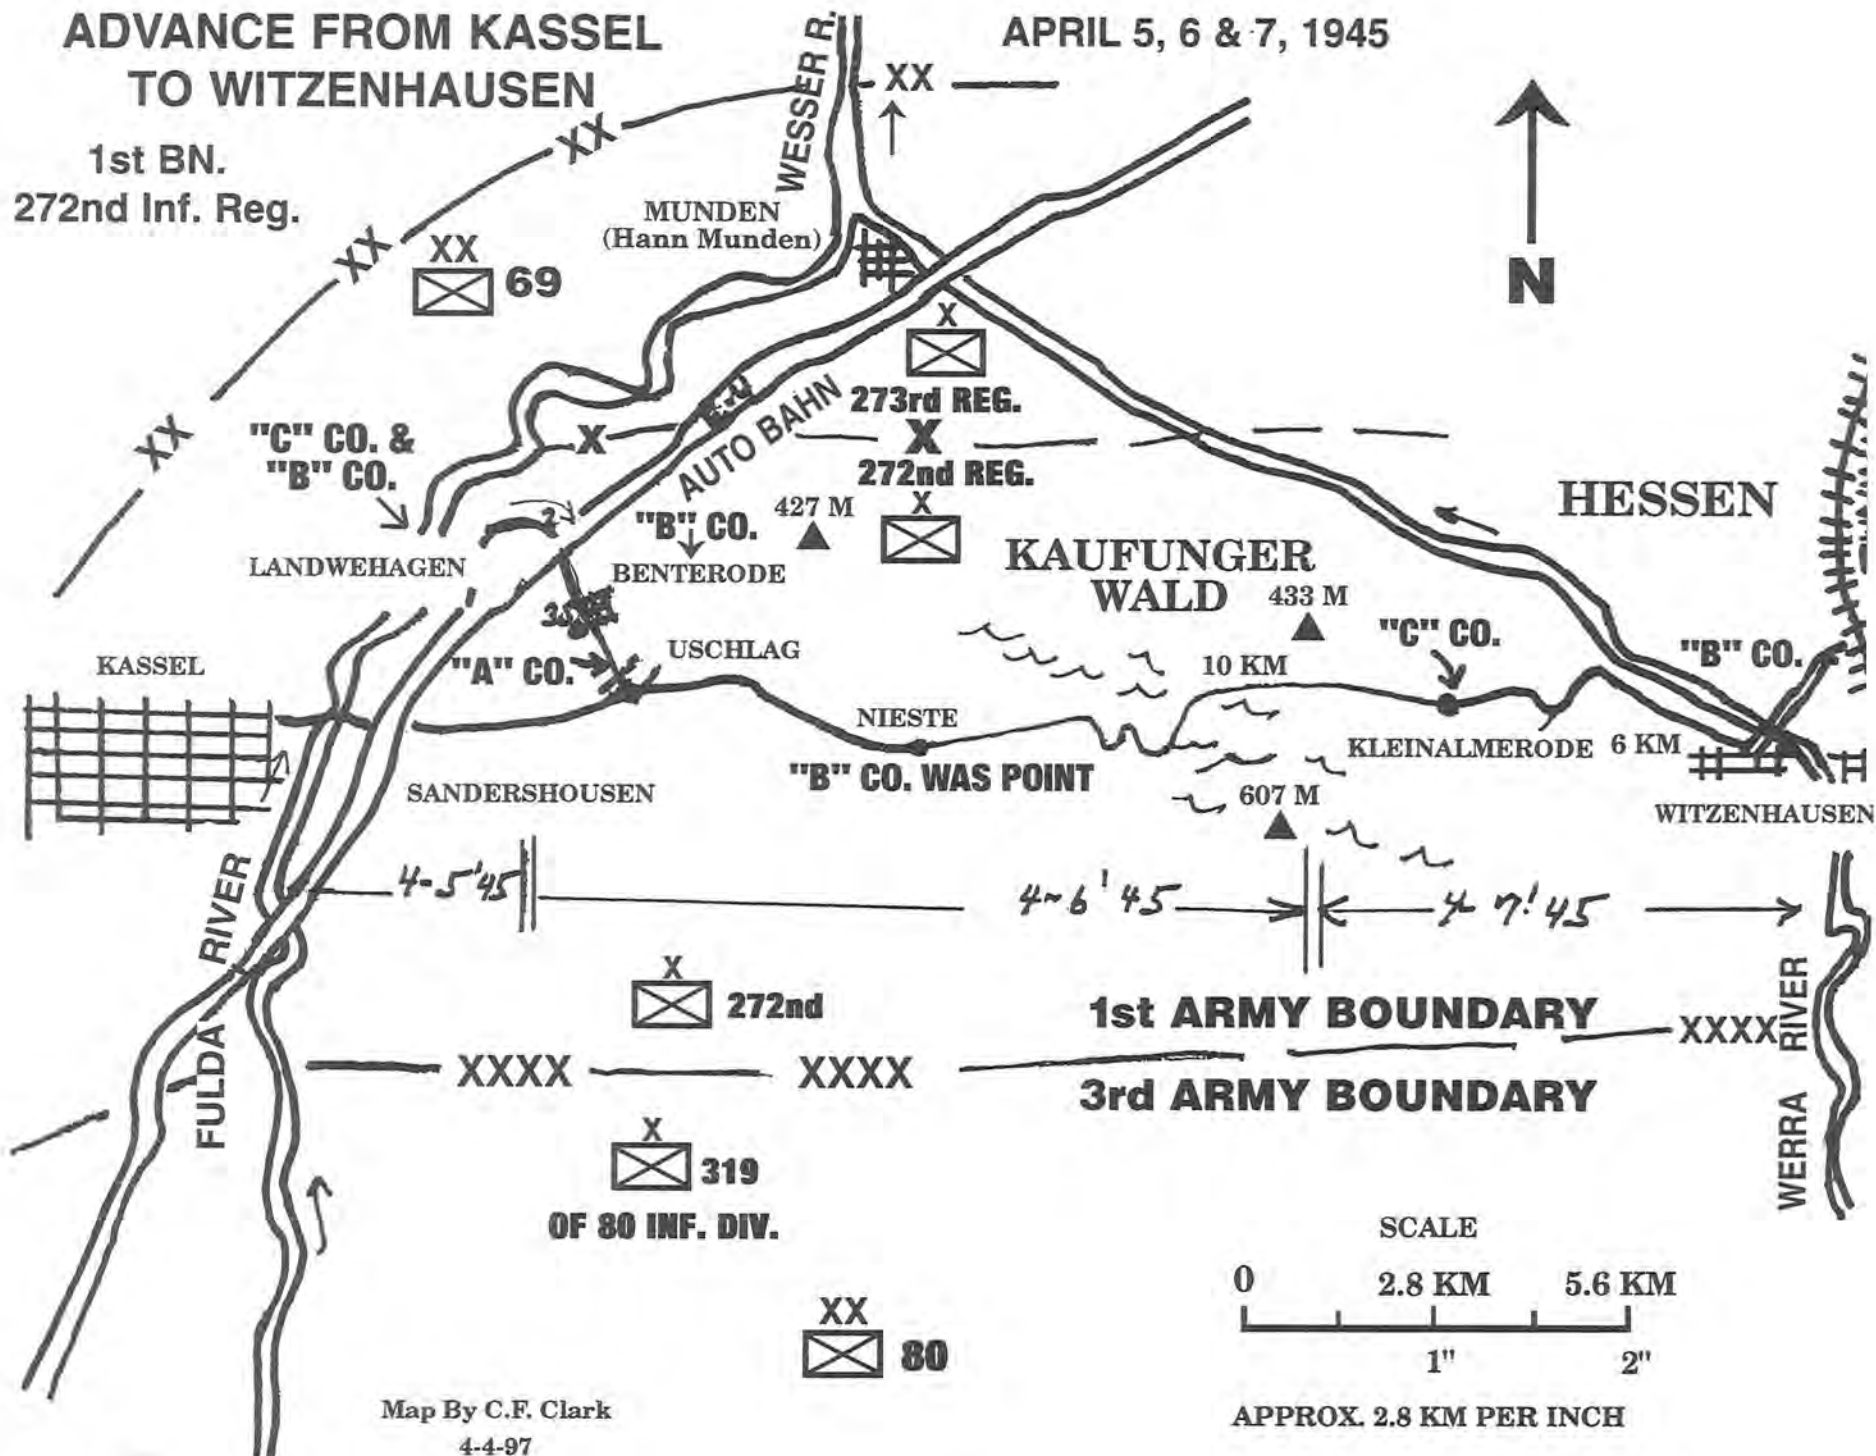 ADVANCE FROM KASSEL
TO WITZENHAUSEN
APRIL 5, 6 & 7, 1945
1st BN.
272nd Inf. Reg.
WESSER R.
XX
XX
XX
XX
XX
69
MUNDEN
(Hann Munden)
N
X
273rd REG.
X
X
272nd REG.
X
AUTO BAHN
"C" CO. &
"B" CO.
LANDWEHAGEN
2
"B" CO.
BENTERODE
427 M
HESSEN
KAUFUNGER
WALD
433 M
"C" CO.
"B" CO.
KASSEL
"A" CO.
USCHLAG
10 KM
NIESTE
KLEINALMERODE
6 KM
SANDERSHOUSEN
"B" CO. WAS POINT
607 M
WITZENHAUSEN
4-5'45
4-6'45
4-7'45
FULDA RIVER
X
272nd
1st ARMY BOUNDARY
XXXX
XXXX
XXXX
3rd ARMY BOUNDARY
WERRA RIVER
X
319
OF 80 INF. DIV.
XX
80
SCALE
0 2.8 KM 5.6 KM
1" 2"
APPROX. 2.8 KM PER INCH
Map By C.F. Clark
4-4-97